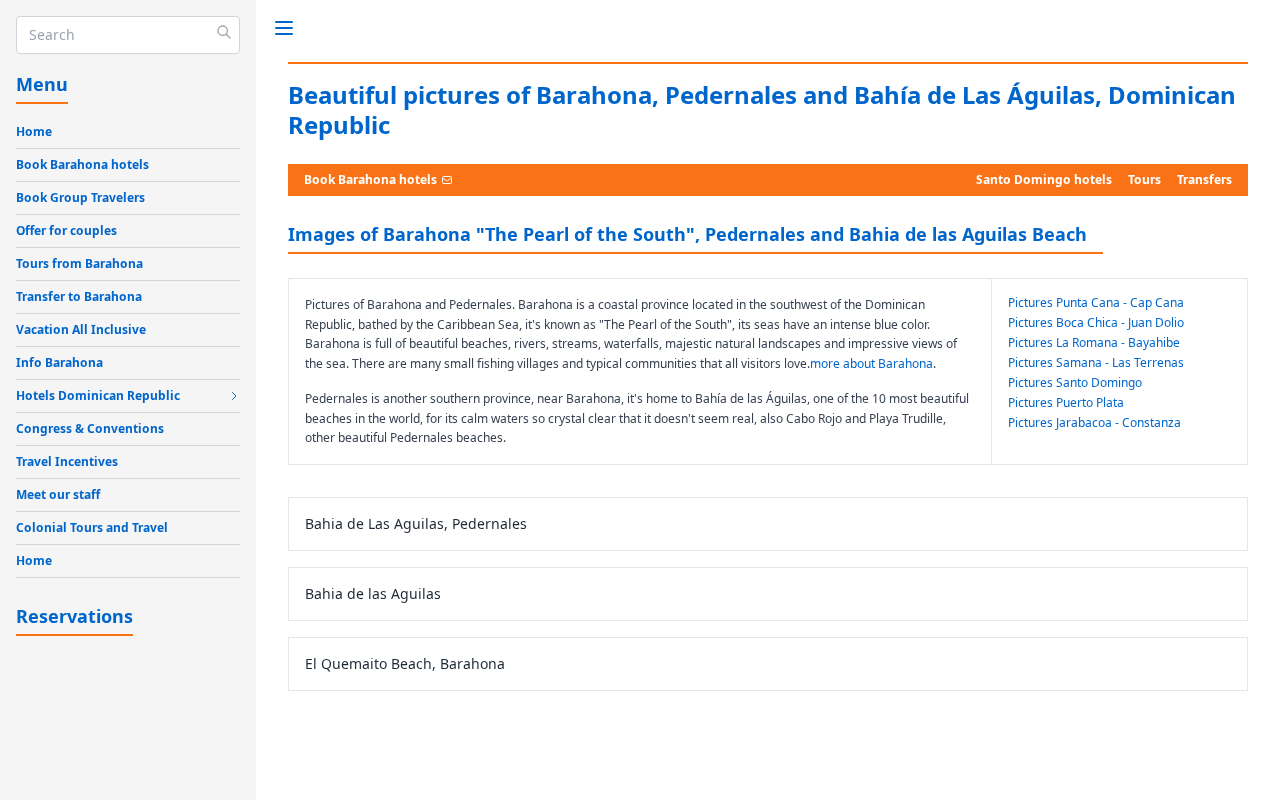 Search
Menu
Home
Book Barahona hotels
Book Group Travelers
Offer for couples
Tours from Barahona
Transfer to Barahona
Vacation All Inclusive
Info Barahona
Hotels Dominican Republic
Congress & Conventions
Travel Incentives
Meet our staff
Colonial Tours and Travel
Home
Reservations
Beautiful pictures of Barahona, Pedernales and Bahía de Las Águilas, Dominican
Republic
Book Barahona hotels
Santo Domingo hotels Tours Transfers
Images of Barahona "The Pearl of the South", Pedernales and Bahia de las Aguilas Beach
Pictures of Barahona and Pedernales. Barahona is a coastal province located in the southwest of the Dominican
Republic, bathed by the Caribbean Sea, it's known as "The Pearl of the South", its seas have an intense blue color.
Barahona is full of beautiful beaches, rivers, streams, waterfalls, majestic natural landscapes and impressive views of
the sea. There are many small fishing villages and typical communities that all visitors love.more about Barahona.
Pedernales is another southern province, near Barahona, it's home to Bahía de las Águilas, one of the 10 most beautiful
beaches in the world, for its calm waters so crystal clear that it doesn't seem real, also Cabo Rojo and Playa Trudille,
other beautiful Pedernales beaches.
Pictures Punta Cana - Cap Cana
Pictures Boca Chica - Juan Dolio
Pictures La Romana - Bayahibe
Pictures Samana - Las Terrenas
Pictures Santo Domingo
Pictures Puerto Plata
Pictures Jarabacoa - Constanza
Bahia de Las Aguilas, Pedernales
Bahia de las Aguilas
El Quemaito Beach, Barahona